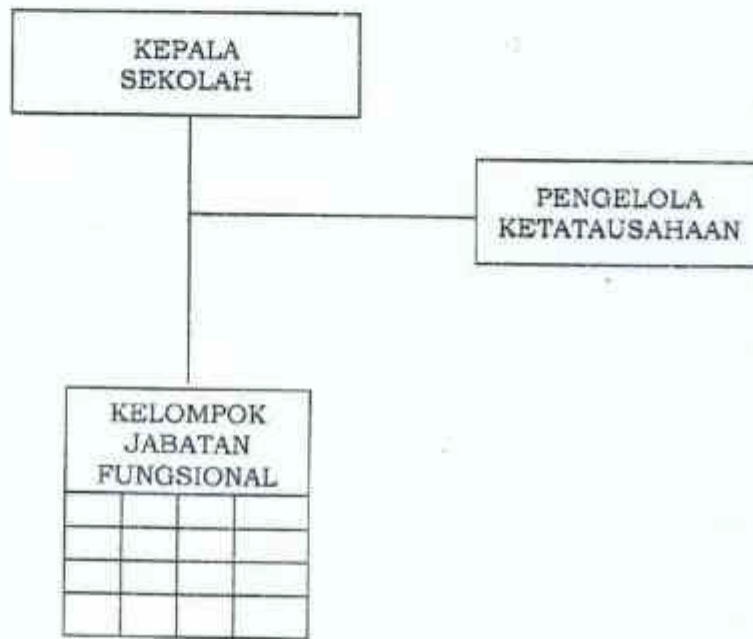 KEPALA
SEKOLAH
PENGELOLA
KETATAUSAHAAN
KELOMPOK
JABATAN
FUNGSIONAL